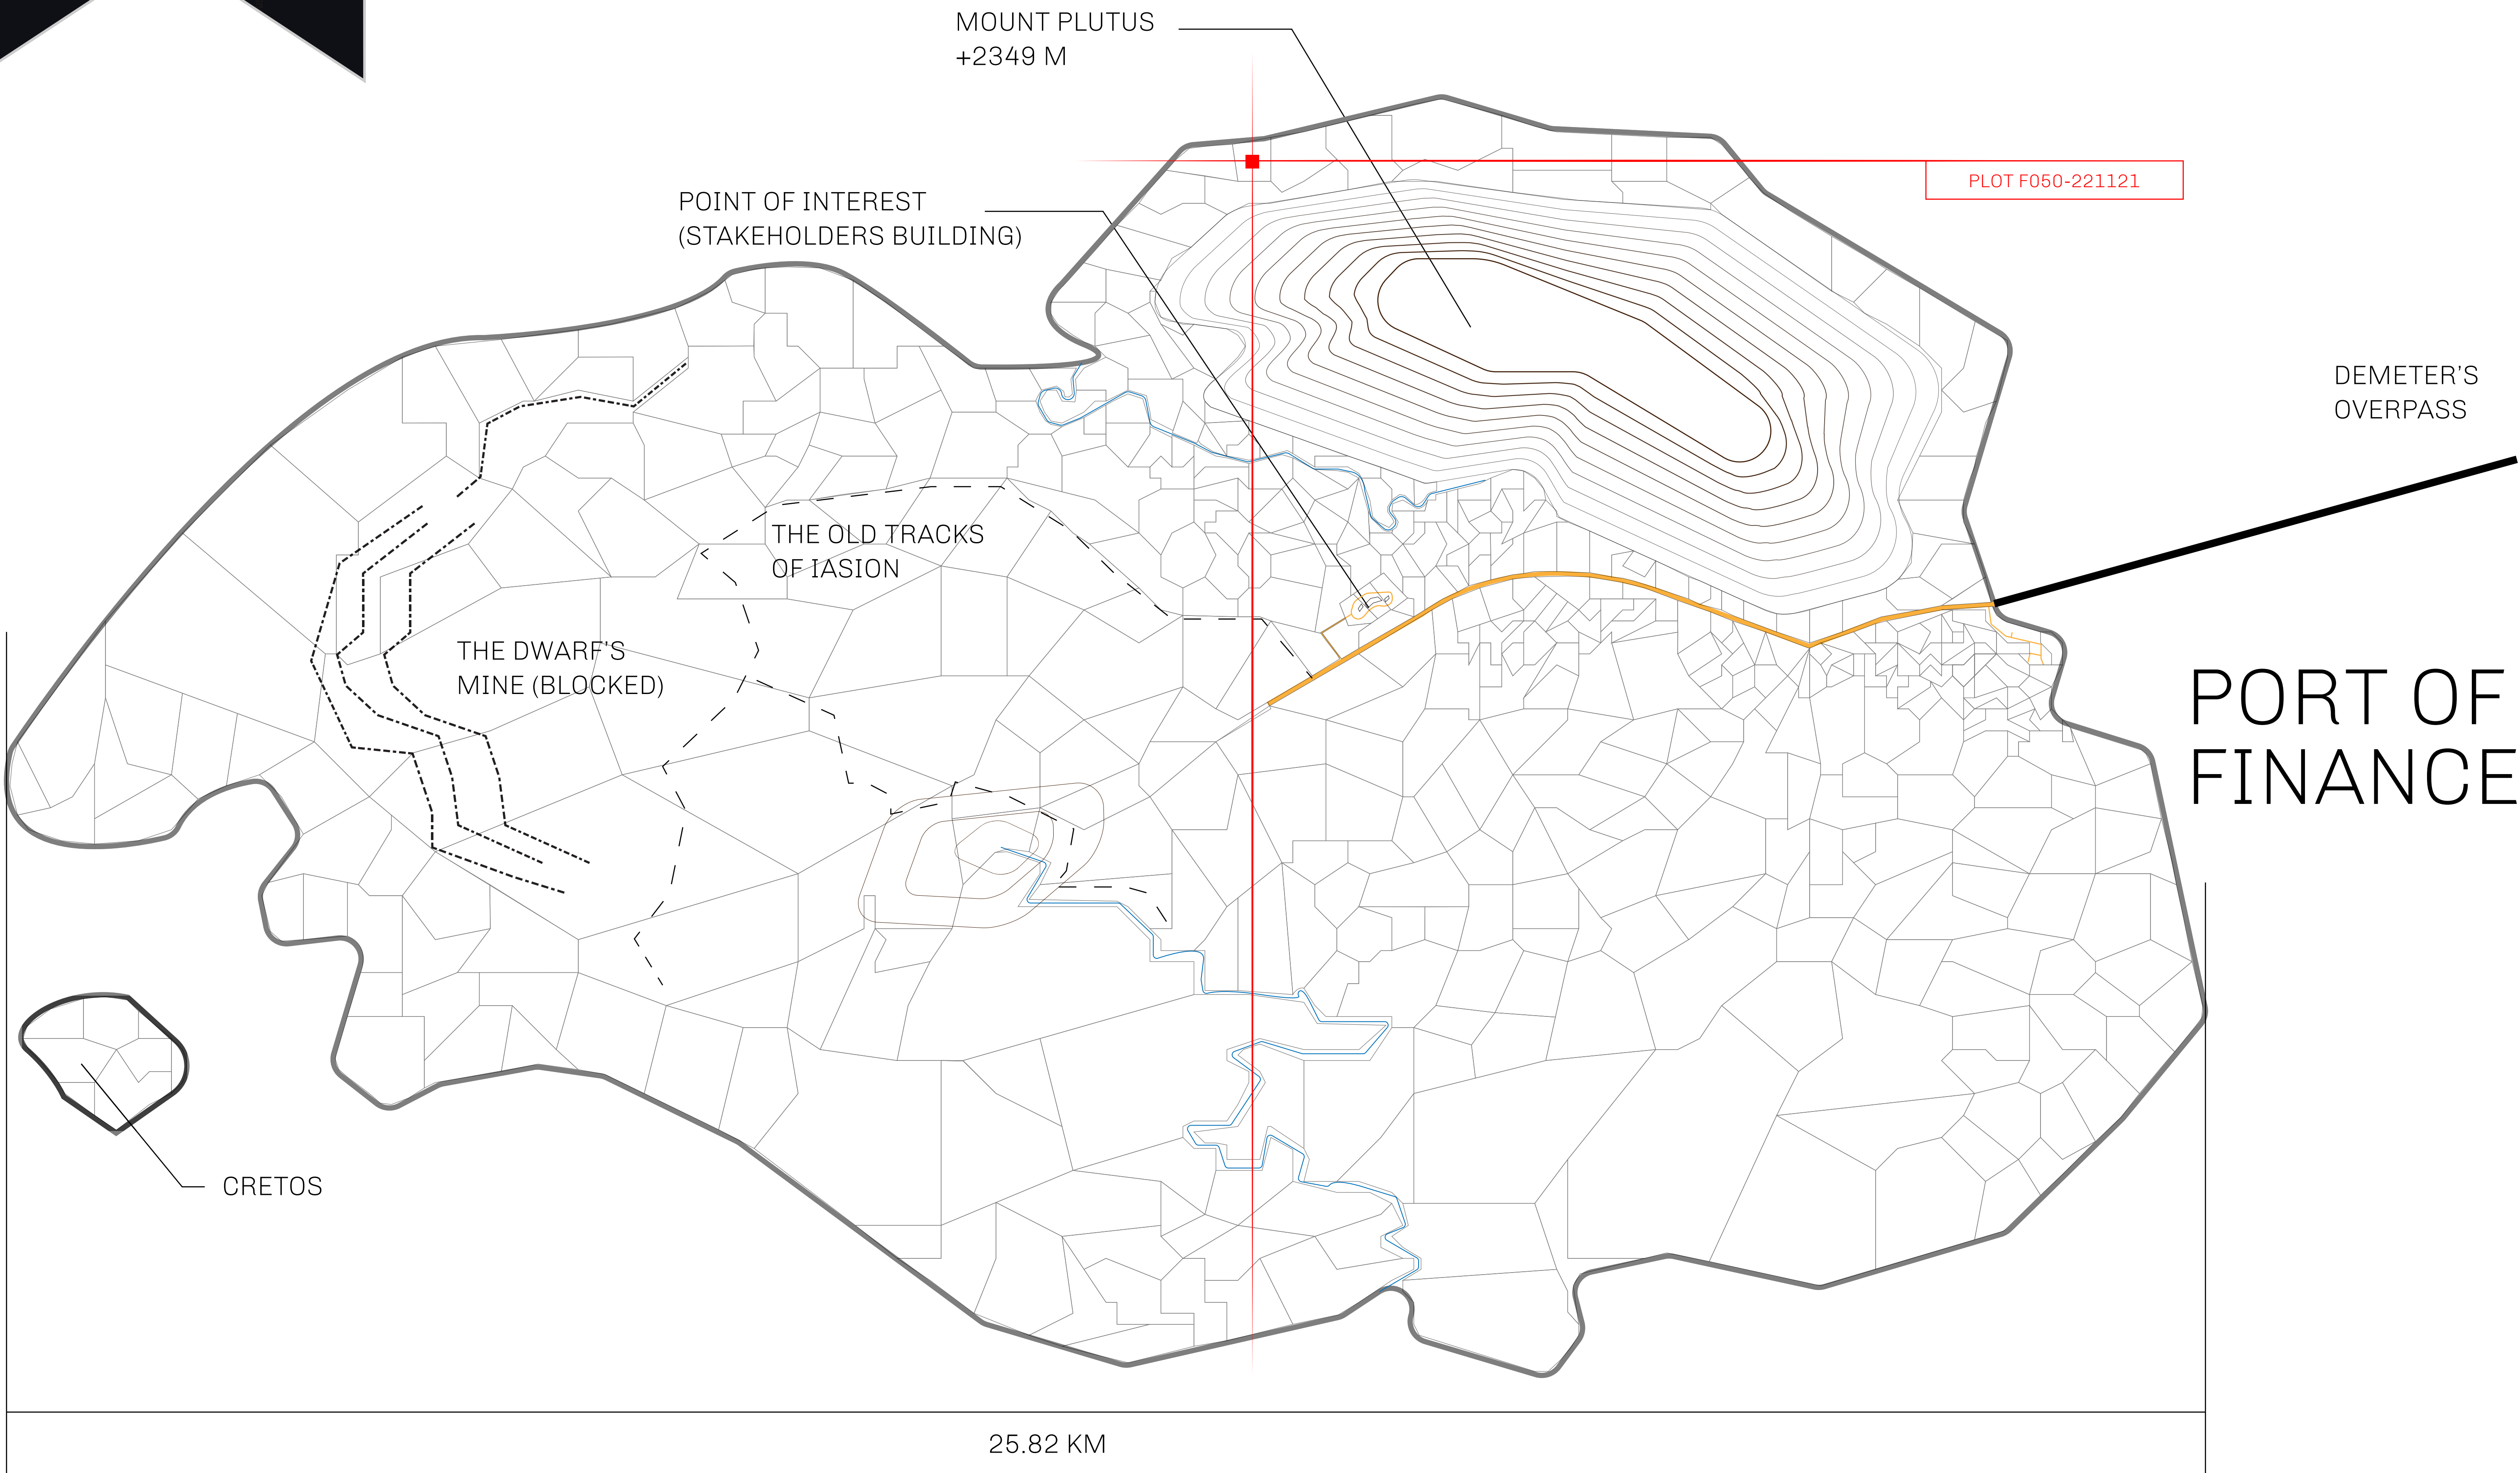 MOUNT PLUTUS
+2349 M
PLOT F050-221121
POINT OF INTEREST
(STAKEHOLDERS BUILDING)
DEMETER'S
OVERPASS
THE OLD TRACKS
OF IASION
THE DWARF'S
MINE (BLOCKED)
PORT OF
FINANCE
CRETOS
25.82 KM